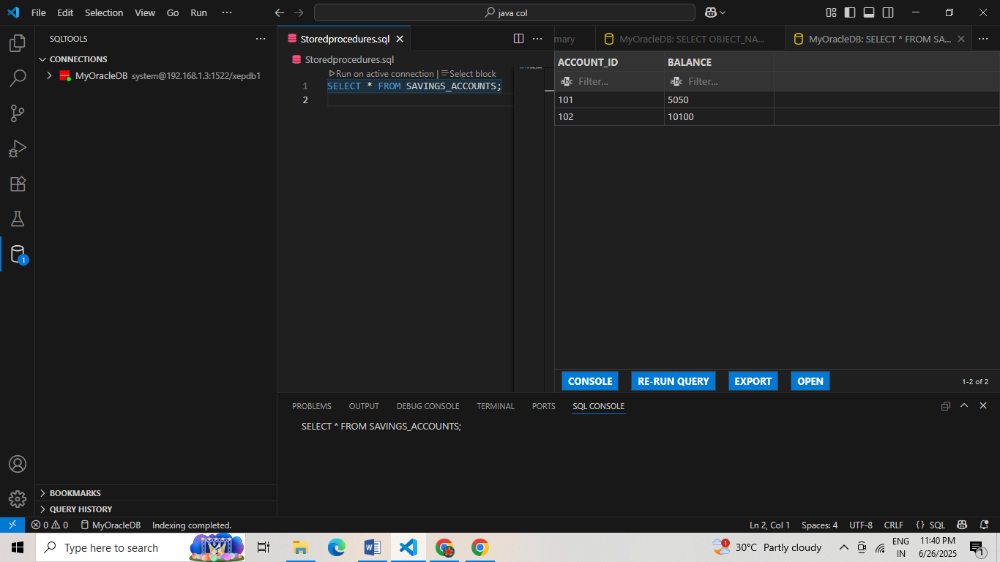 File Edit Selection View Go Run ···
java col
SQLTOOLS
CONNECTIONS
MyOracleDB system@192.168.1.3:1522/xepdb1
1
BOOKMARKS
QUERY HISTORY
Storedprocedures.sql
Storedprocedures.sql
Run on active connection | Select block
1 SELECT * FROM SAVINGS_ACCOUNTS;
2
mary
MyOracleDB: SELECT OBJECT_NA...
MyOracleDB: SELECT * FROM SA...
ACCOUNT_ID BALANCE
abc Filter... abc Filter...
101 5050
102 10100
CONSOLE RE-RUN QUERY EXPORT OPEN 1-2 of 2
PROBLEMS OUTPUT DEBUG CONSOLE TERMINAL PORTS SQL CONSOLE
SELECT * FROM SAVINGS_ACCOUNTS;
0 0 MyOracleDB Indexing completed. Ln 2, Col 1 Spaces: 4 UTF-8 CRLF {} SQL
Type here to search
W
1
30°C Partly cloudy
ENG
IN
11:40 PM
6/26/2025
1